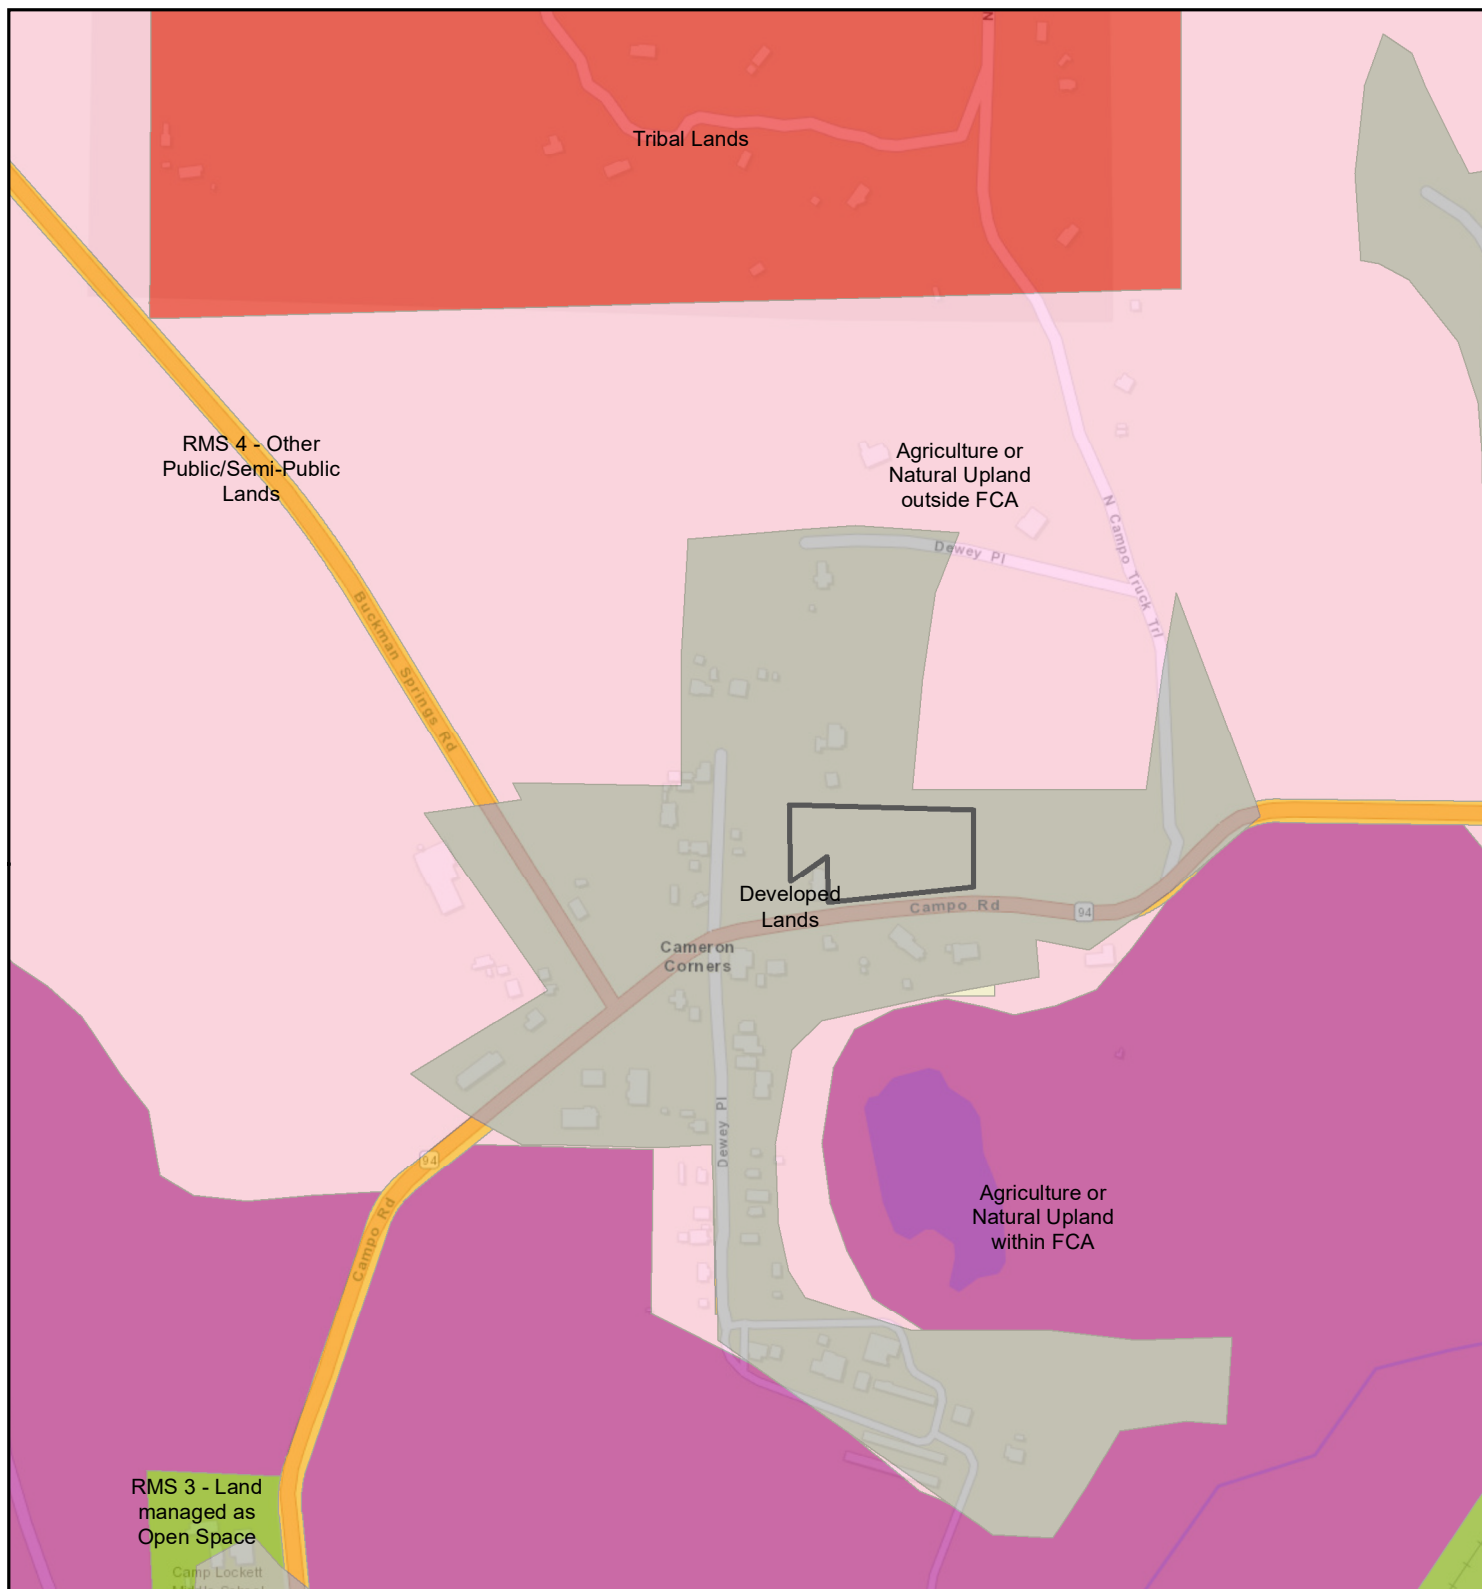 N
Tribal Lands
RMS 4 - Other
Public/Semi-Public
Lands
Agriculture or
Natural Upland
outside FCA
N Campo Truck Trl
Dewey Pl
Buckman Springs Rd
Developed
Lands
Campo Rd
94
Cameron
Corners
Dewey Pl
94
Campo Rd
Agriculture or
Natural Upland
within FCA
RMS 3 - Land
managed as
Open Space
Camp Lockett
Middle School